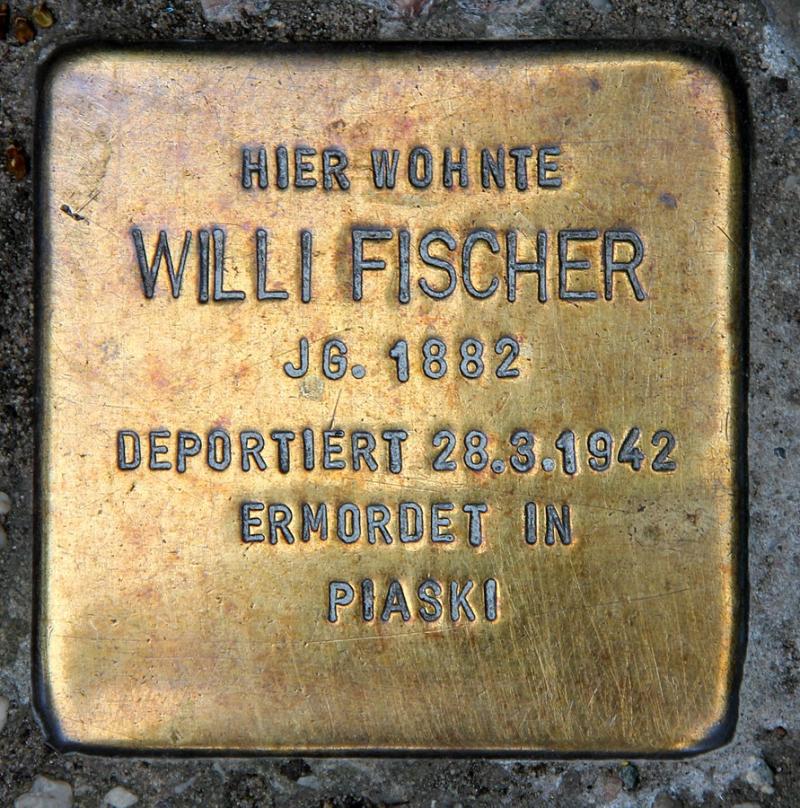 HIER WOHNTE
WILLI FISCHER
JG. 1882
DEPORTIERT 28.3.1942
ERMORDET IN
PIASKI